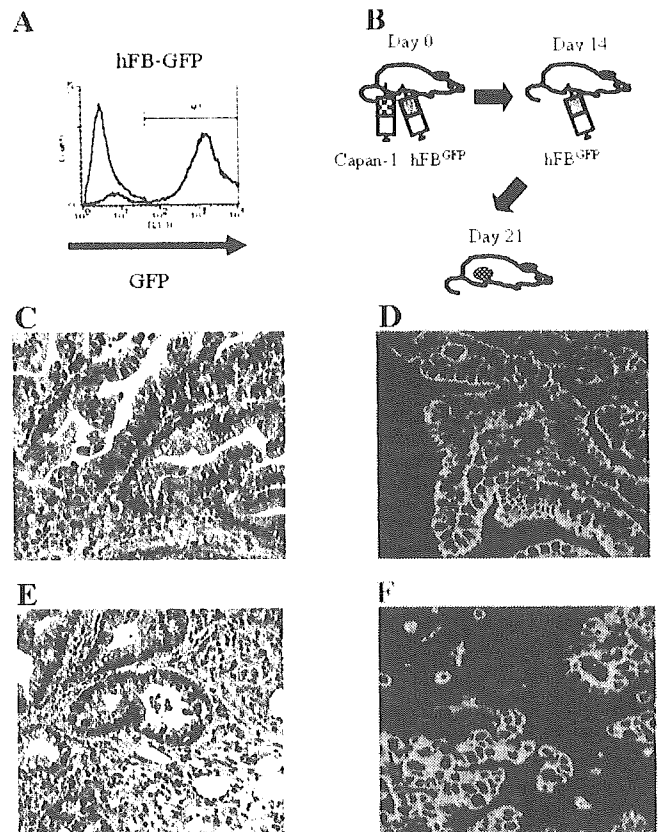 A
hFB-GFP
GFP
B
Day 0
Day 14
Capan-1 hFB^GFP
hFB^GFP
Day 21
C
D
E
F